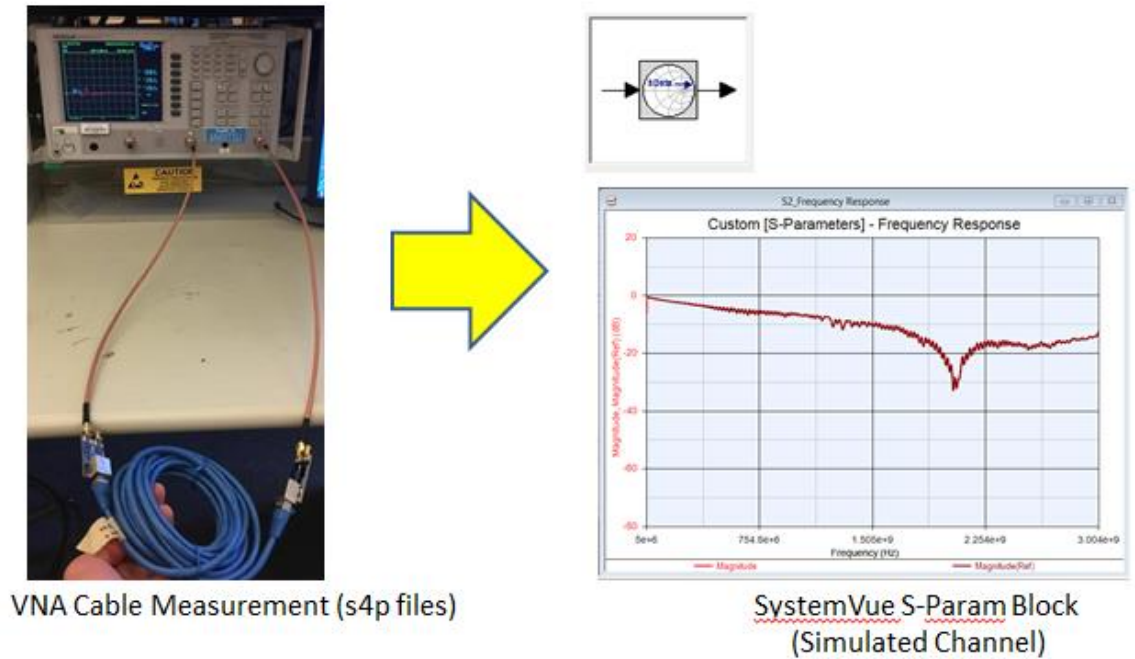 CAUTION
sData
S2_Frequency Response
Custom [S-Parameters] - Frequency Response
20
0
-20
-40
-60
-80
Magnitude, Magnitude(Ref) (dB)
5e+6
754.8e+6
1.505e+9
2.254e+9
3.004e+9
Frequency (Hz)
Magnitude
Magnitude(Ref)
VNA Cable Measurement (s4p files)
SystemVue S-Param Block
(Simulated Channel)